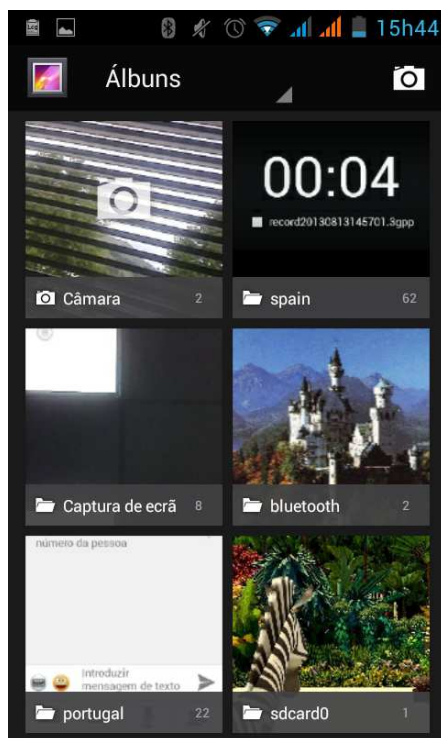 15h44
Álbuns
00:04
record20130813145701.3gpp
Câmara 2
spain 62
Captura de ecrã 8
bluetooth 2
número da pessoa
Introduzir
mensagem de texto
portugal 22
sdcard0 1